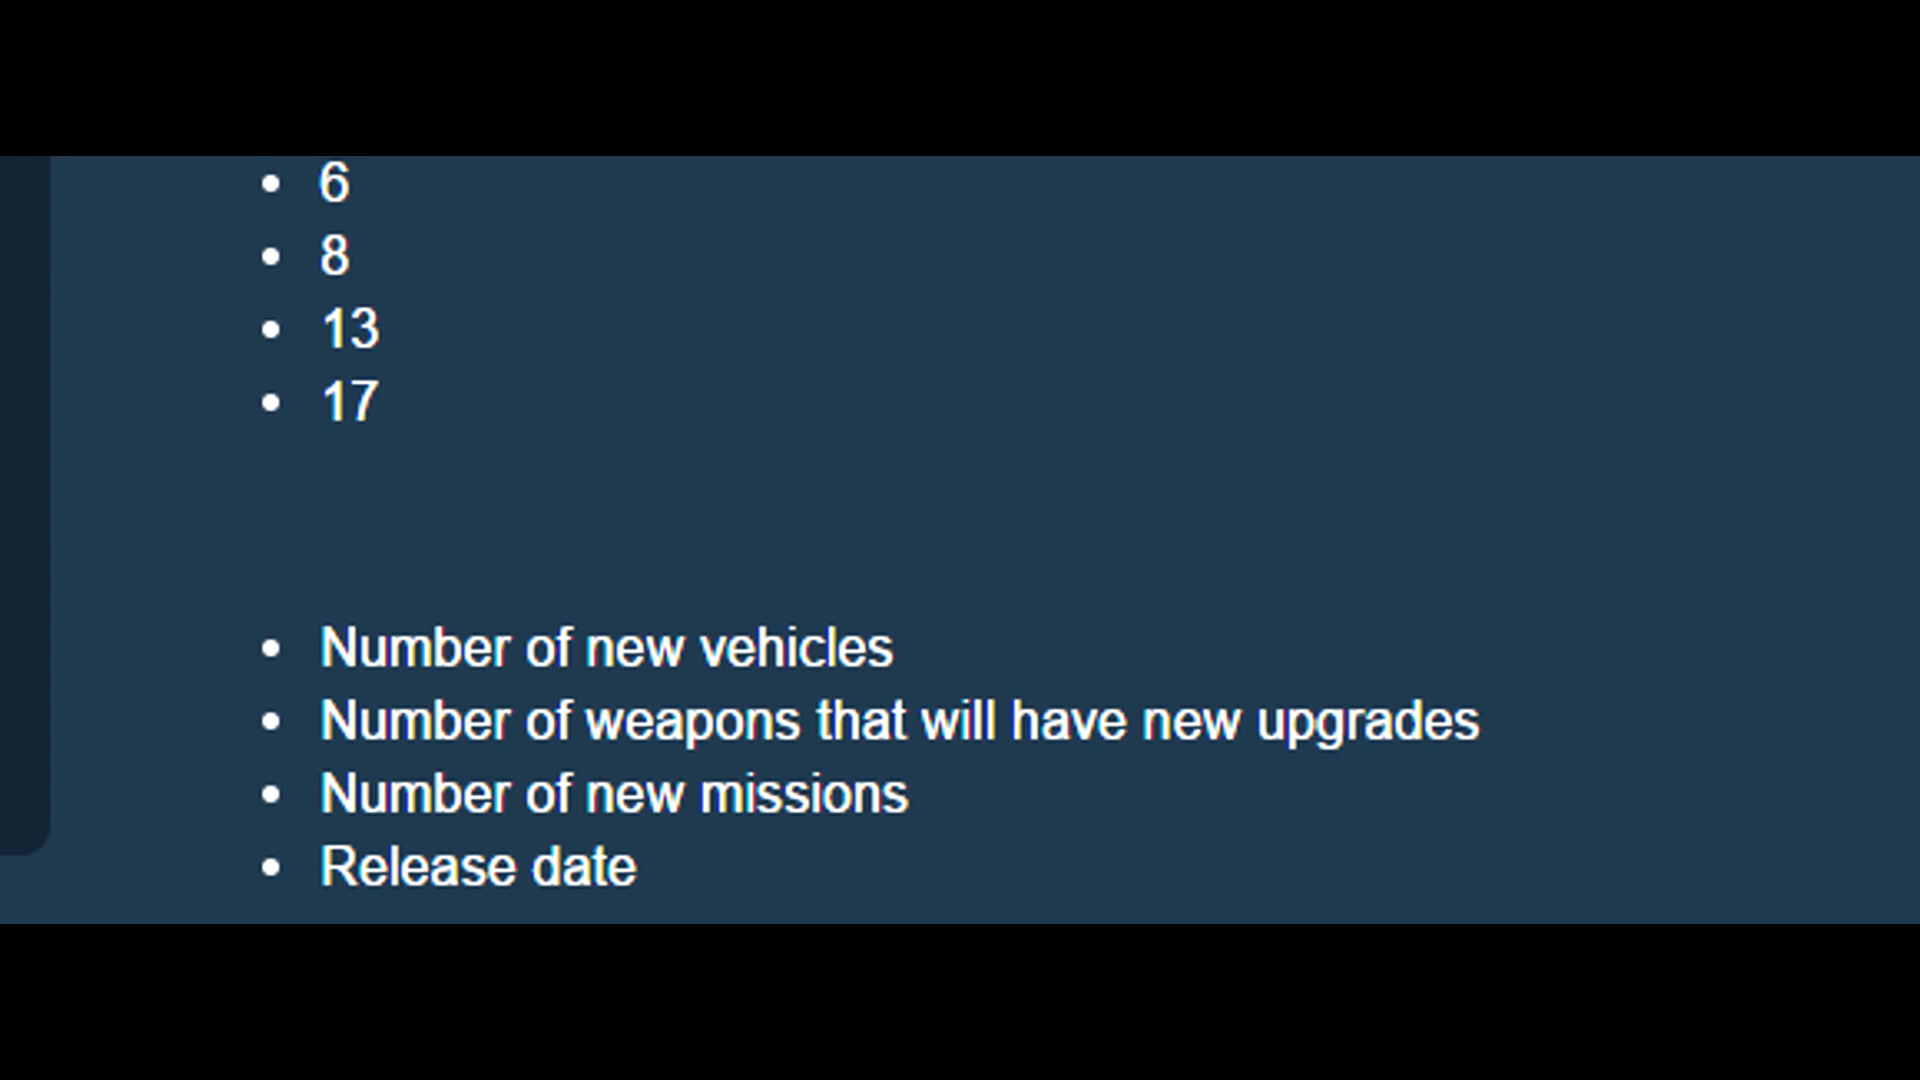 • 6
• 8
• 13
• 17
• Number of new vehicles
• Number of weapons that will have new upgrades
• Number of new missions
• Release date